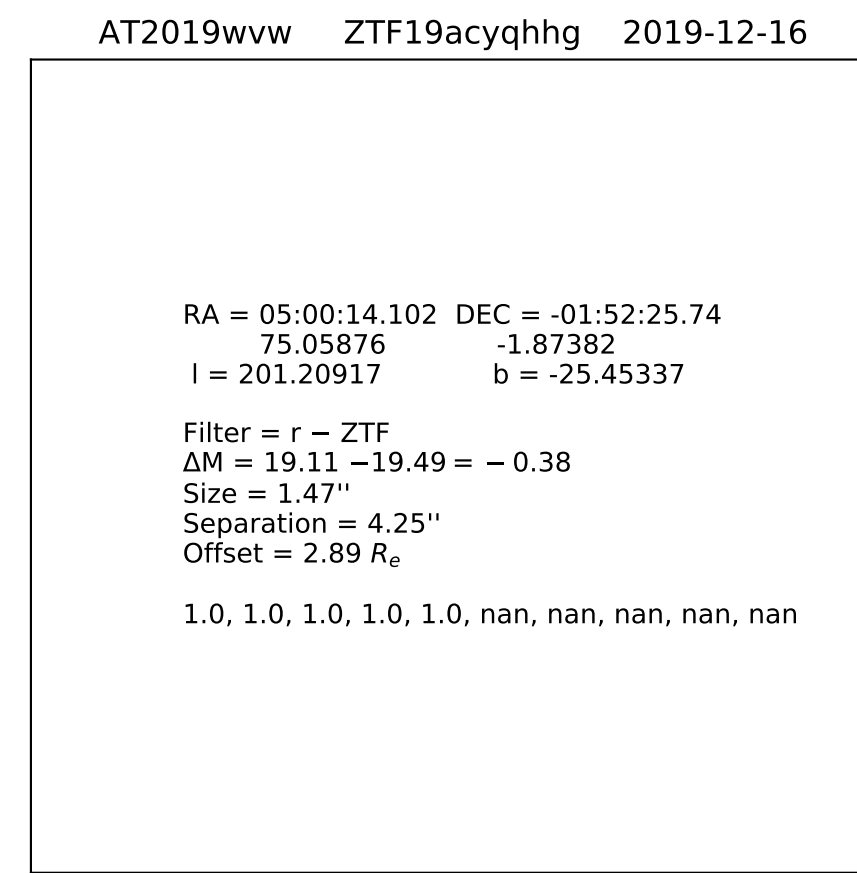 AT2019wvw ZTF19acyqhhg 2019-12-16
RA = 05:00:14.102 DEC = -01:52:25.74
75.05876 -1.87382
l = 201.20917 b = -25.45337
Filter = r − ZTF
ΔM = 19.11 −19.49 = − 0.38
Size = 1.47''
Separation = 4.25''
Offset = 2.89 Rₑ
1.0, 1.0, 1.0, 1.0, 1.0, nan, nan, nan, nan, nan